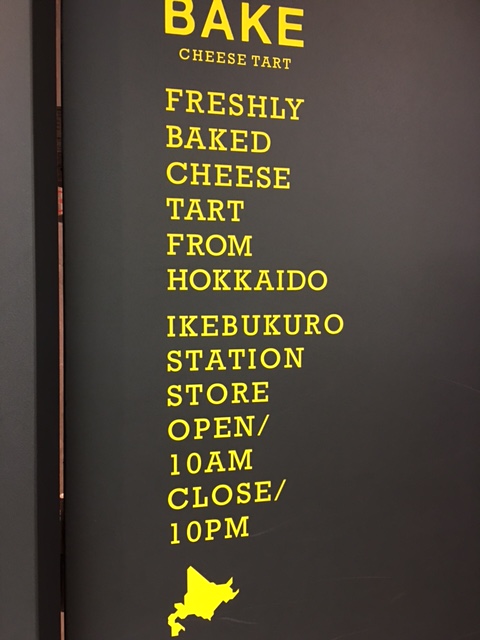 BAKE
CHEESE TART
FRESHLY
BAKED
CHEESE
TART
FROM
HOKKAIDO
IKEBUKURO
STATION
STORE
OPEN/
10AM
CLOSE/
10PM